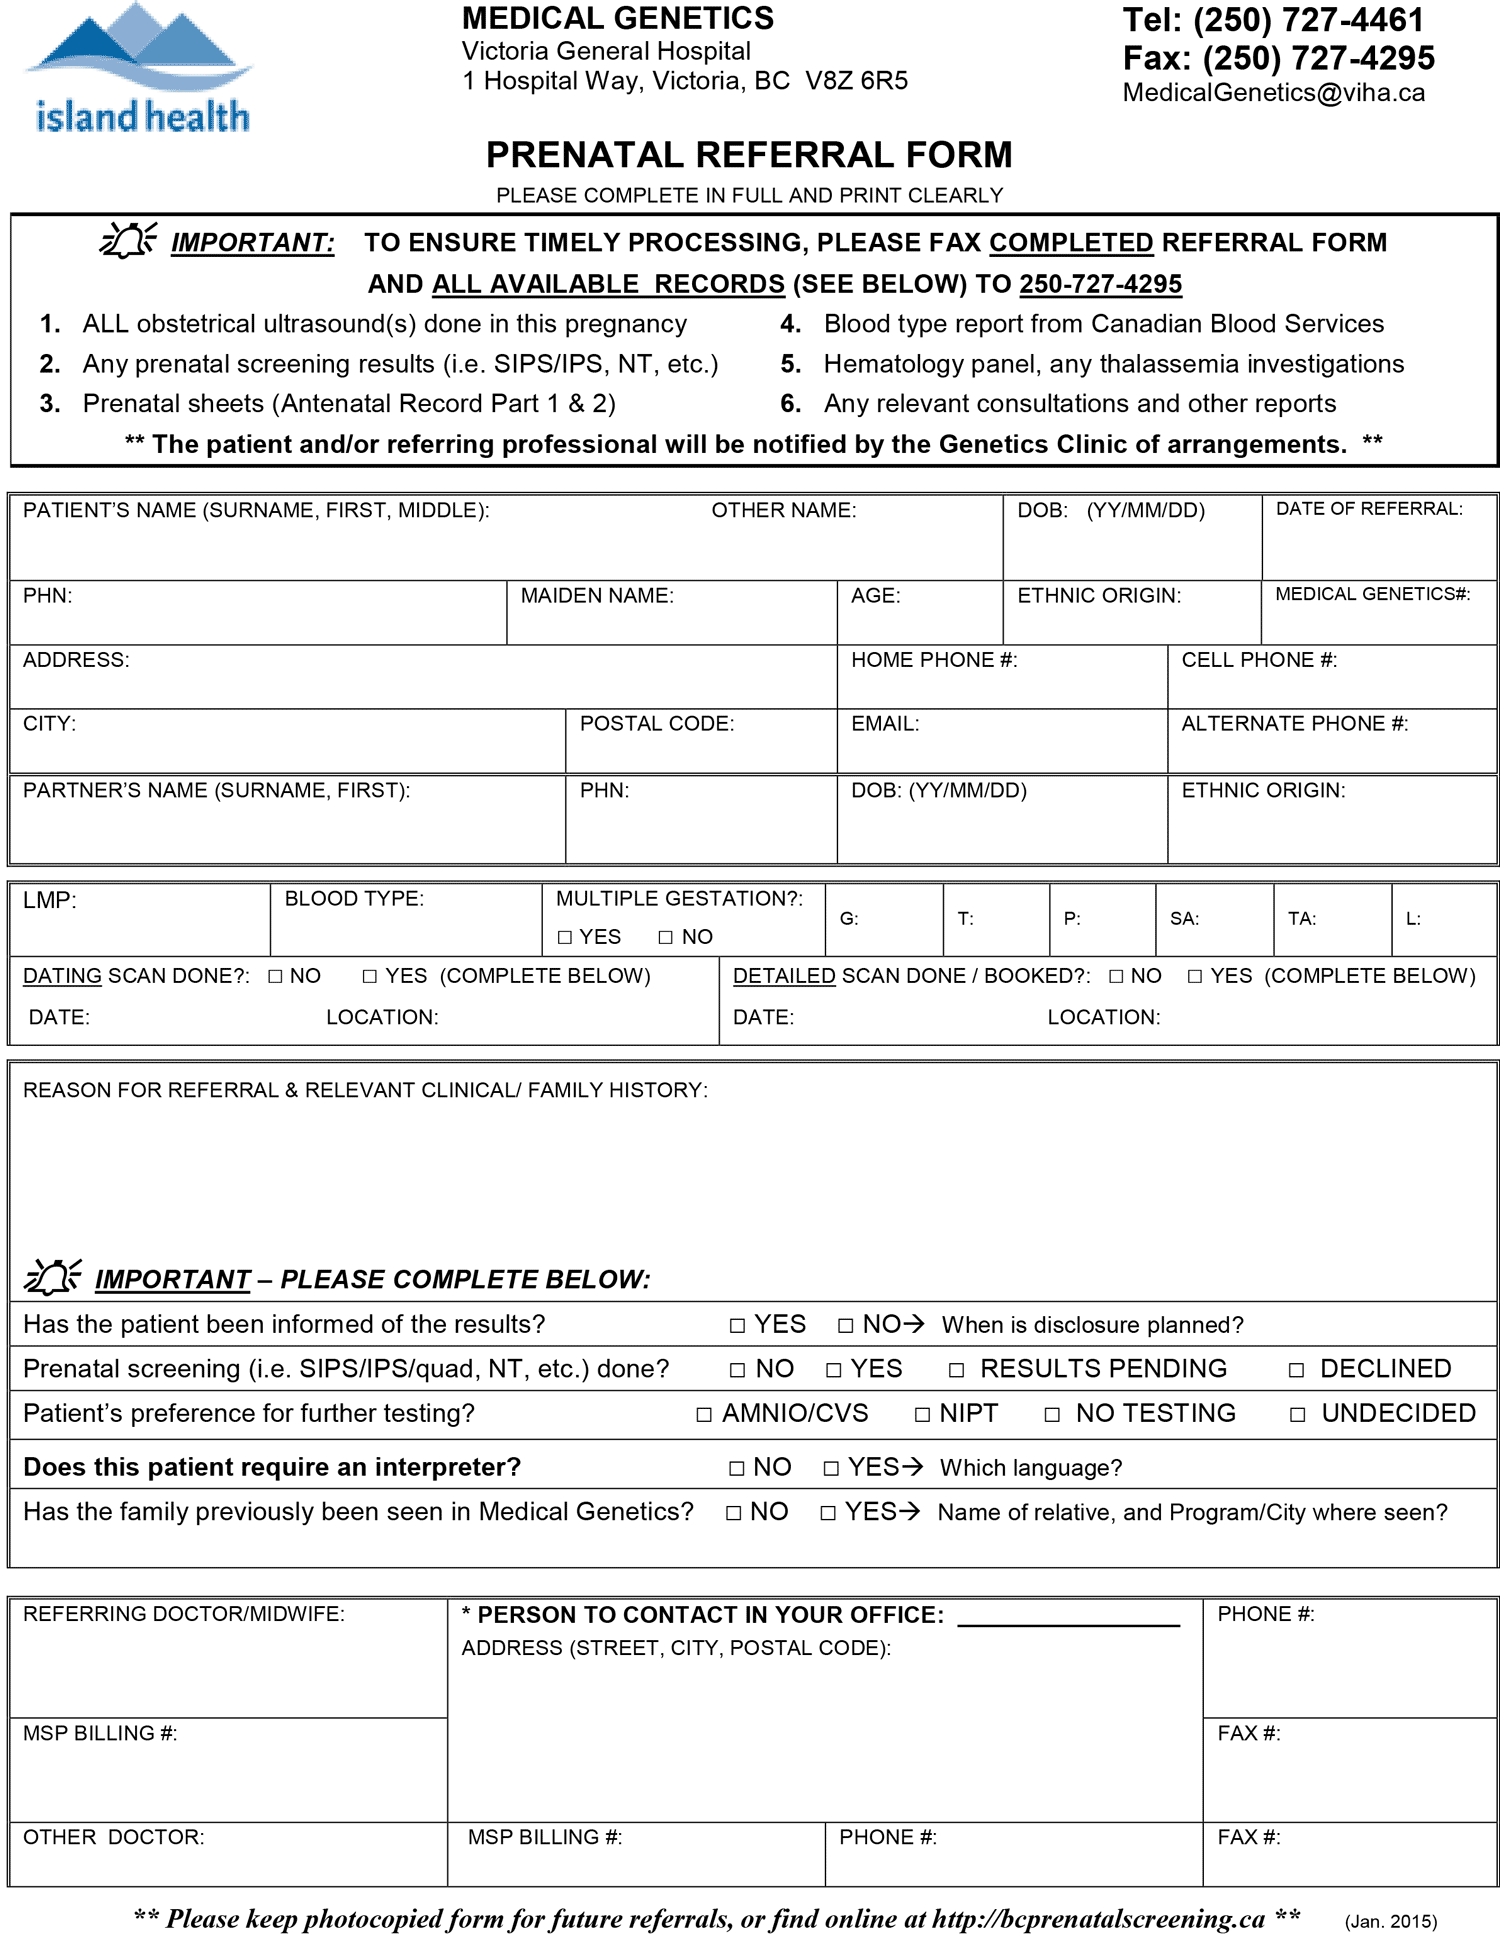 island health
MEDICAL GENETICS
Victoria General Hospital
1 Hospital Way, Victoria, BC  V8Z 6R5
Tel: (250) 727-4461
Fax: (250) 727-4295
MedicalGenetics@viha.ca
PRENATAL REFERRAL FORM
PLEASE COMPLETE IN FULL AND PRINT CLEARLY
IMPORTANT:   TO ENSURE TIMELY PROCESSING, PLEASE FAX COMPLETED REFERRAL FORM
AND ALL AVAILABLE  RECORDS (SEE BELOW) TO 250-727-4295
1.  ALL obstetrical ultrasound(s) done in this pregnancy
2.  Any prenatal screening results (i.e. SIPS/IPS, NT, etc.)
3.  Prenatal sheets (Antenatal Record Part 1 & 2)
4.  Blood type report from Canadian Blood Services
5.  Hematology panel, any thalassemia investigations
6.  Any relevant consultations and other reports
** The patient and/or referring professional will be notified by the Genetics Clinic of arrangements.  **
PATIENT'S NAME (SURNAME, FIRST, MIDDLE):   OTHER NAME:   DOB:   (YY/MM/DD)   DATE OF REFERRAL:
PHN:   MAIDEN NAME:   AGE:   ETHNIC ORIGIN:   MEDICAL GENETICS#:
ADDRESS:   HOME PHONE #:   CELL PHONE #:
CITY:   POSTAL CODE:   EMAIL:   ALTERNATE PHONE #:
PARTNER'S NAME (SURNAME, FIRST):   PHN:   DOB: (YY/MM/DD)   ETHNIC ORIGIN:
LMP:   BLOOD TYPE:   MULTIPLE GESTATION?:   G:   T:   P:   SA:   TA:   L:
☐ YES   ☐ NO
DATING SCAN DONE?:   ☐ NO   ☐ YES  (COMPLETE BELOW)   DETAILED SCAN DONE / BOOKED?:   ☐ NO   ☐ YES  (COMPLETE BELOW)
DATE:   LOCATION:   DATE:   LOCATION:
REASON FOR REFERRAL & RELEVANT CLINICAL/ FAMILY HISTORY:
IMPORTANT – PLEASE COMPLETE BELOW:
Has the patient been informed of the results?   ☐ YES   ☐ NO→  When is disclosure planned?
Prenatal screening (i.e. SIPS/IPS/quad, NT, etc.) done?   ☐ NO   ☐ YES   ☐ RESULTS PENDING   ☐ DECLINED
Patient's preference for further testing?   ☐ AMNIO/CVS   ☐ NIPT   ☐ NO TESTING   ☐ UNDECIDED
Does this patient require an interpreter?   ☐ NO   ☐ YES→  Which language?
Has the family previously been seen in Medical Genetics?   ☐ NO   ☐ YES→  Name of relative, and Program/City where seen?
REFERRING DOCTOR/MIDWIFE:   * PERSON TO CONTACT IN YOUR OFFICE: ________________   PHONE #:
ADDRESS (STREET, CITY, POSTAL CODE):
MSP BILLING #:   FAX #:
OTHER  DOCTOR:   MSP BILLING #:   PHONE #:   FAX #:
** Please keep photocopied form for future referrals, or find online at http://bcprenatalscreening.ca **   (Jan. 2015)